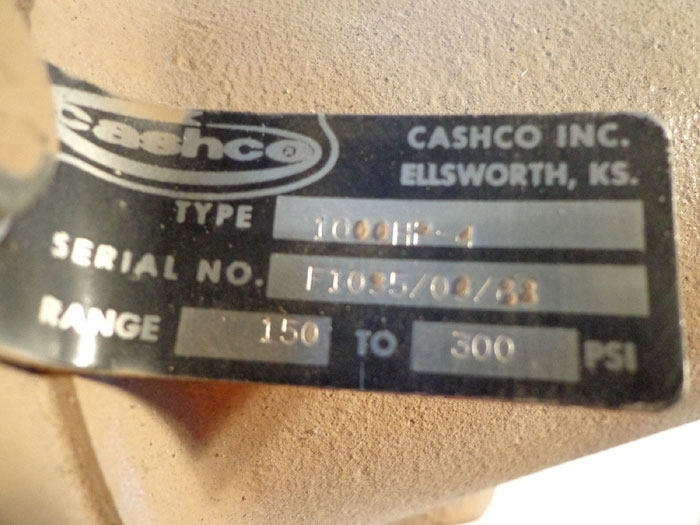 Cashco®
CASHCO INC.
ELLSWORTH, KS.
TYPE 1000HP-4
SERIAL NO.
RANGE 150 TO 300 PSI